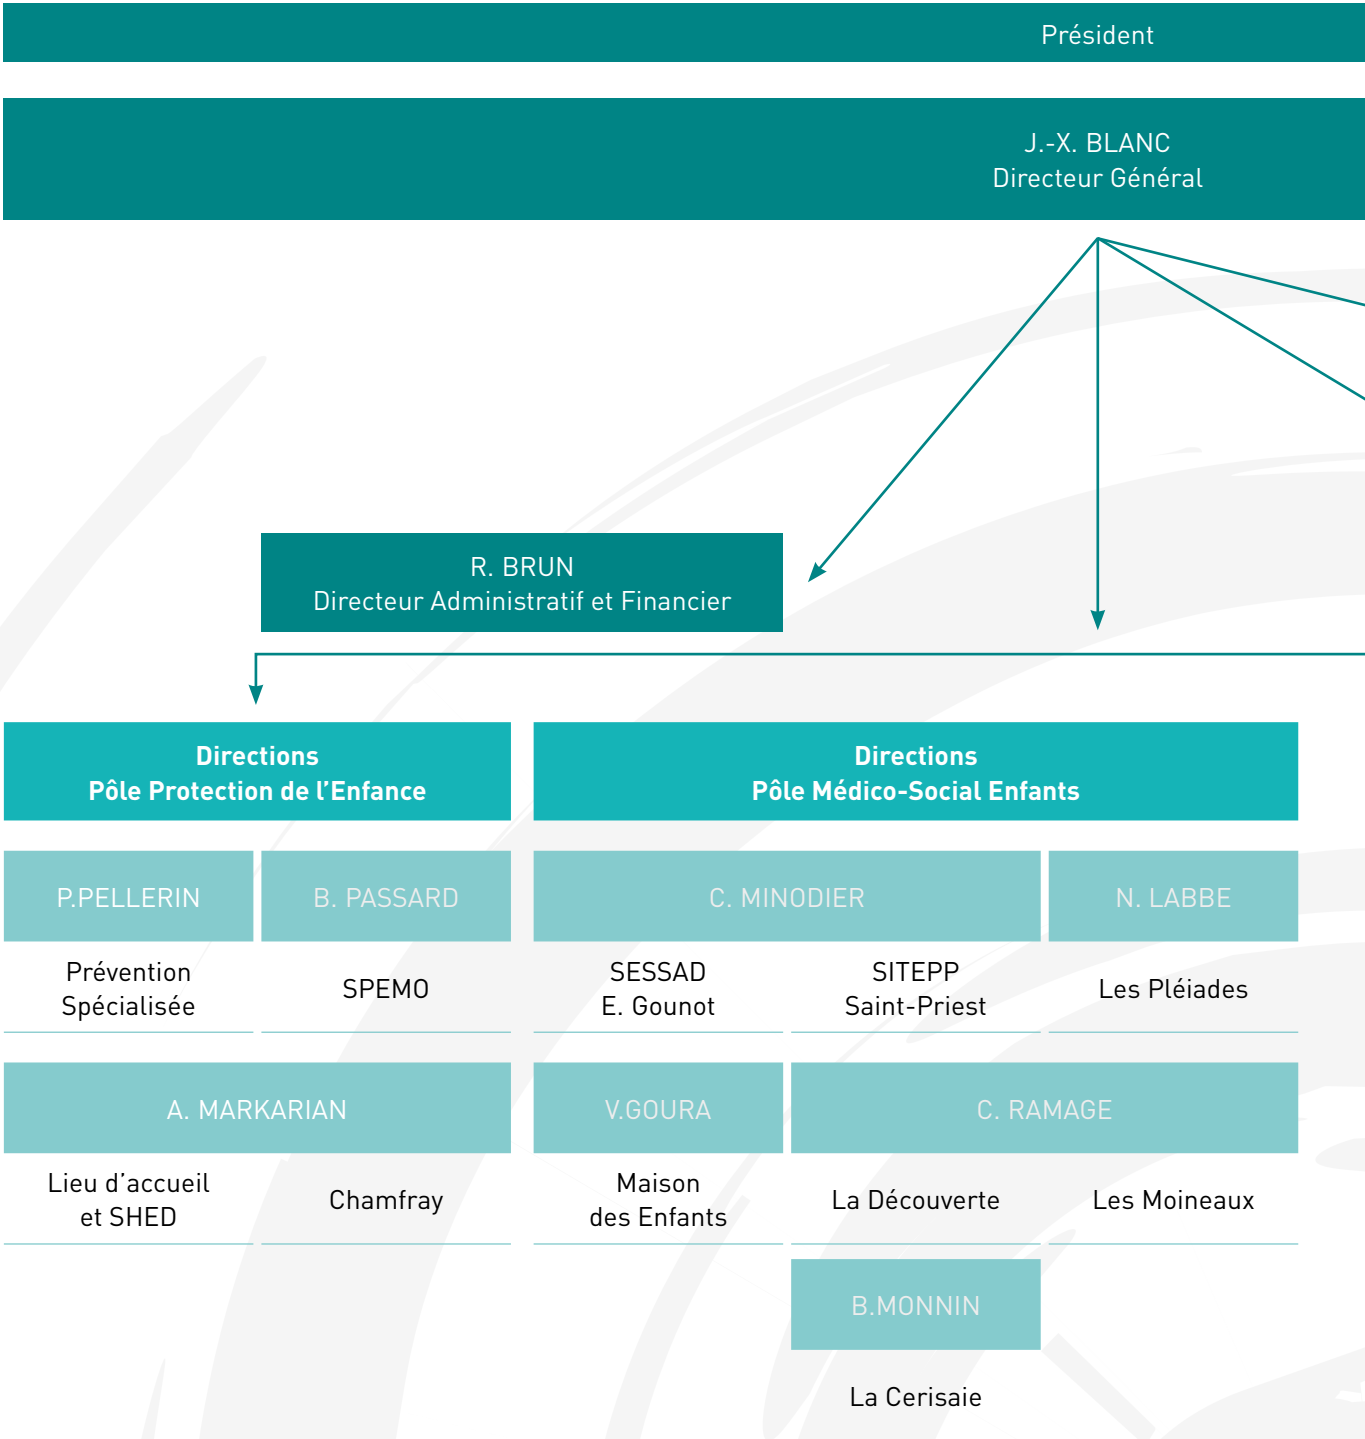 Président
J.-X. BLANC
Directeur Général
R. BRUN
Directeur Administratif et Financier
Directions
Pôle Protection de l'Enfance
Directions
Pôle Médico-Social Enfants
P.PELLERIN
B. PASSARD
C. MINODIER
N. LABBE
Prévention
Spécialisée
SPEMO
SESSAD
E. Gounot
SITEPP
Saint-Priest
Les Pléiades
A. MARKARIAN
V.GOURA
C. RAMAGE
Lieu d'accueil
et SHED
Chamfray
Maison
des Enfants
La Découverte
Les Moineaux
B.MONNIN
La Cerisaie